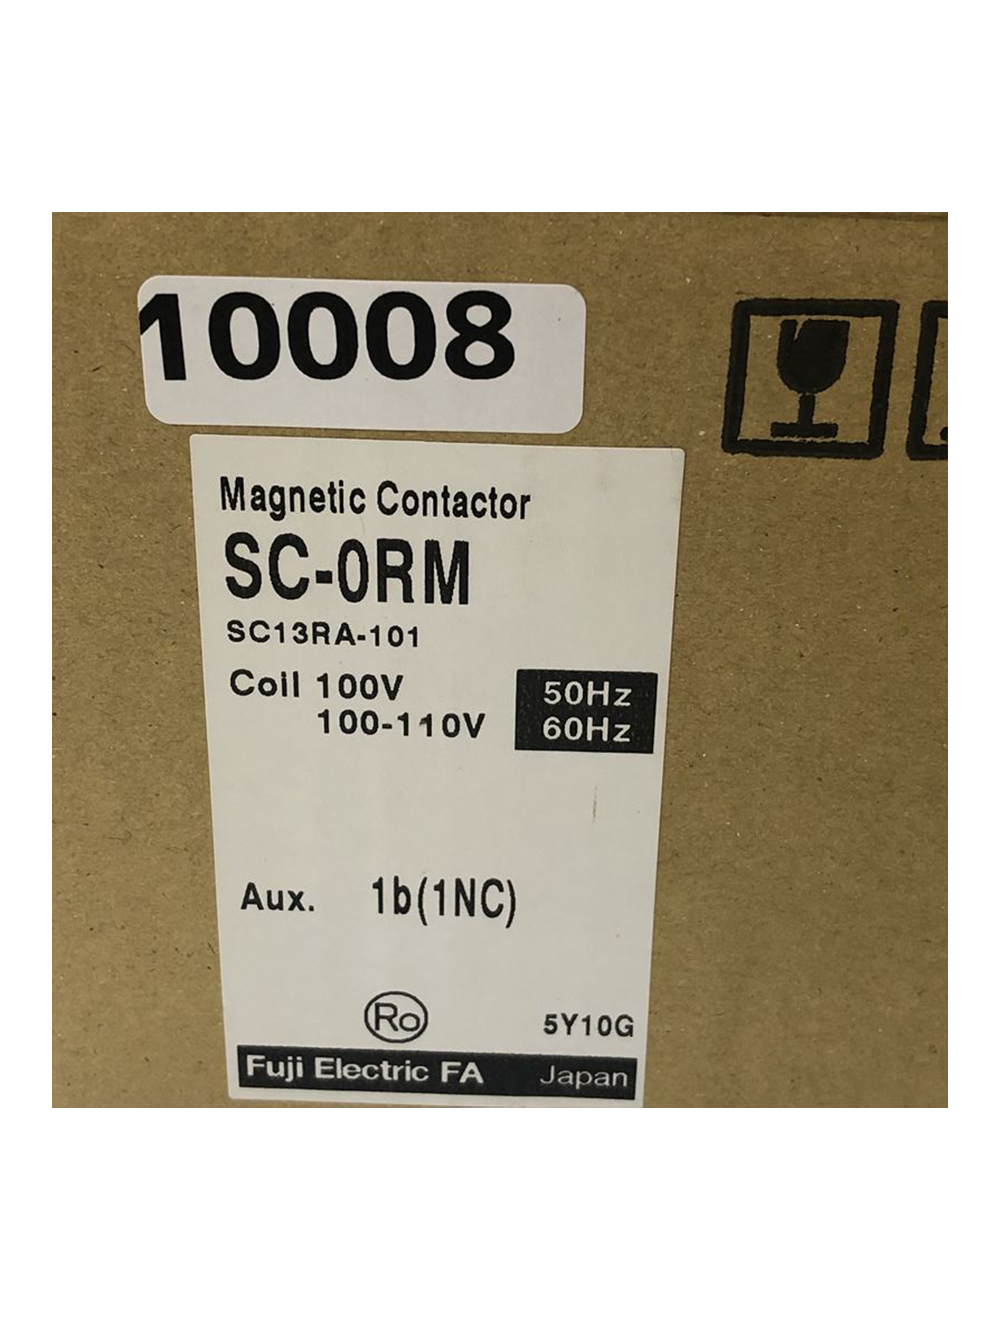 10008
Magnetic Contactor
SC-0RM
SC13RA-101
Coil 100V 50Hz
100-110V 60Hz
Aux. 1b(1NC)
Ro
5Y10G
Fuji Electric FA Japan